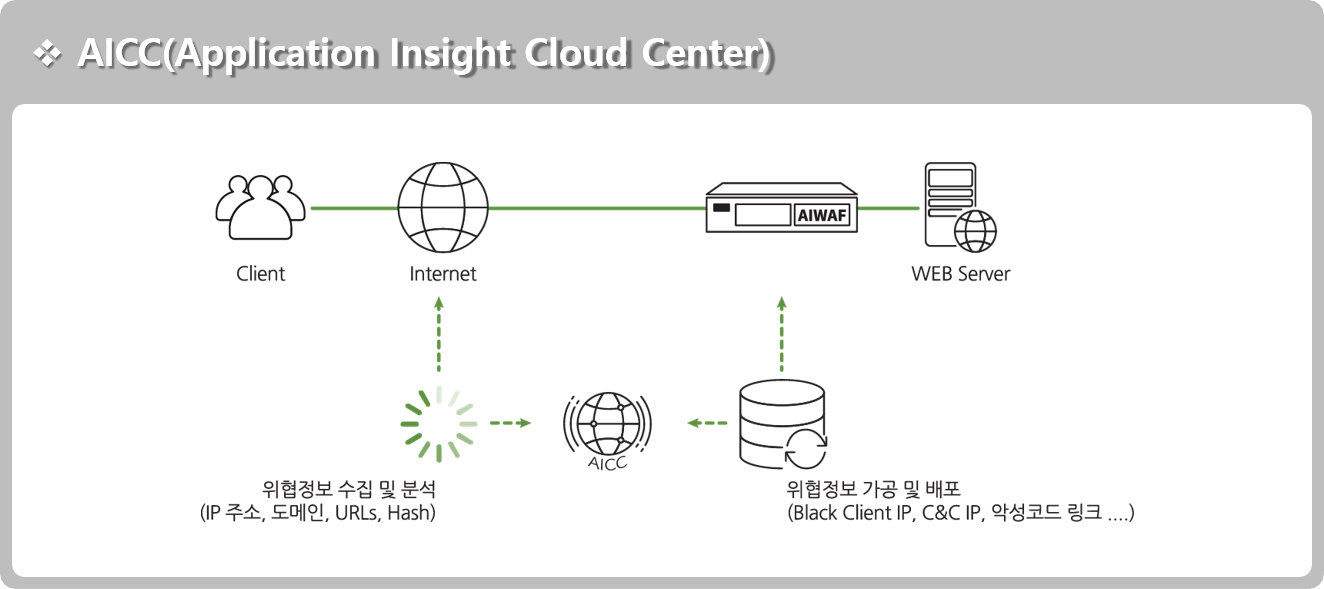 ❖ AICC(Application Insight Cloud Center)
AIWAF
Client
Internet
WEB Server
AICC
위협정보 수집 및 분석
(IP 주소, 도메인, URLs, Hash)
위협정보 가공 및 배포
(Black Client IP, C&C IP, 악성코드 링크 ....)